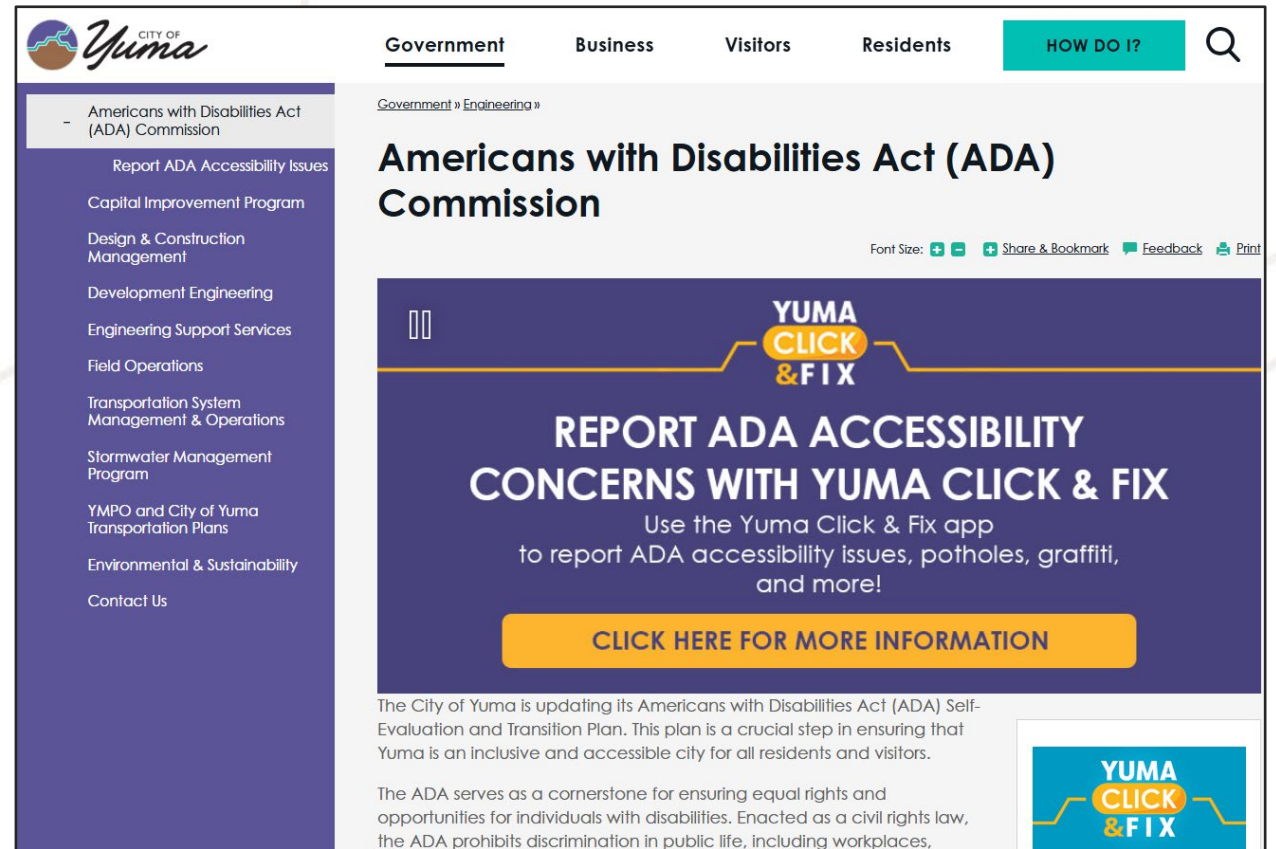 CITY OF
Yuma
Government
Business
Visitors
Residents
HOW DO I?
- Americans with Disabilities Act
(ADA) Commission
Report ADA Accessibility Issues
Capital Improvement Program
Design & Construction
Management
Development Engineering
Engineering Support Services
Field Operations
Transportation System
Management & Operations
Stormwater Management
Program
YMPO and City of Yuma
Transportation Plans
Environmental & Sustainability
Contact Us
Government » Engineering »
Americans with Disabilities Act (ADA)
Commission
Font Size: + - + Share & Bookmark Feedback Print
YUMA
CLICK
&FIX
REPORT ADA ACCESSIBILITY
CONCERNS WITH YUMA CLICK & FIX
Use the Yuma Click & Fix app
to report ADA accessibility issues, potholes, graffiti,
and more!
CLICK HERE FOR MORE INFORMATION
The City of Yuma is updating its Americans with Disabilities Act (ADA) Self-
Evaluation and Transition Plan. This plan is a crucial step in ensuring that
Yuma is an inclusive and accessible city for all residents and visitors.
The ADA serves as a cornerstone for ensuring equal rights and
opportunities for individuals with disabilities. Enacted as a civil rights law,
the ADA prohibits discrimination in public life, including workplaces,
YUMA
CLICK
&FIX